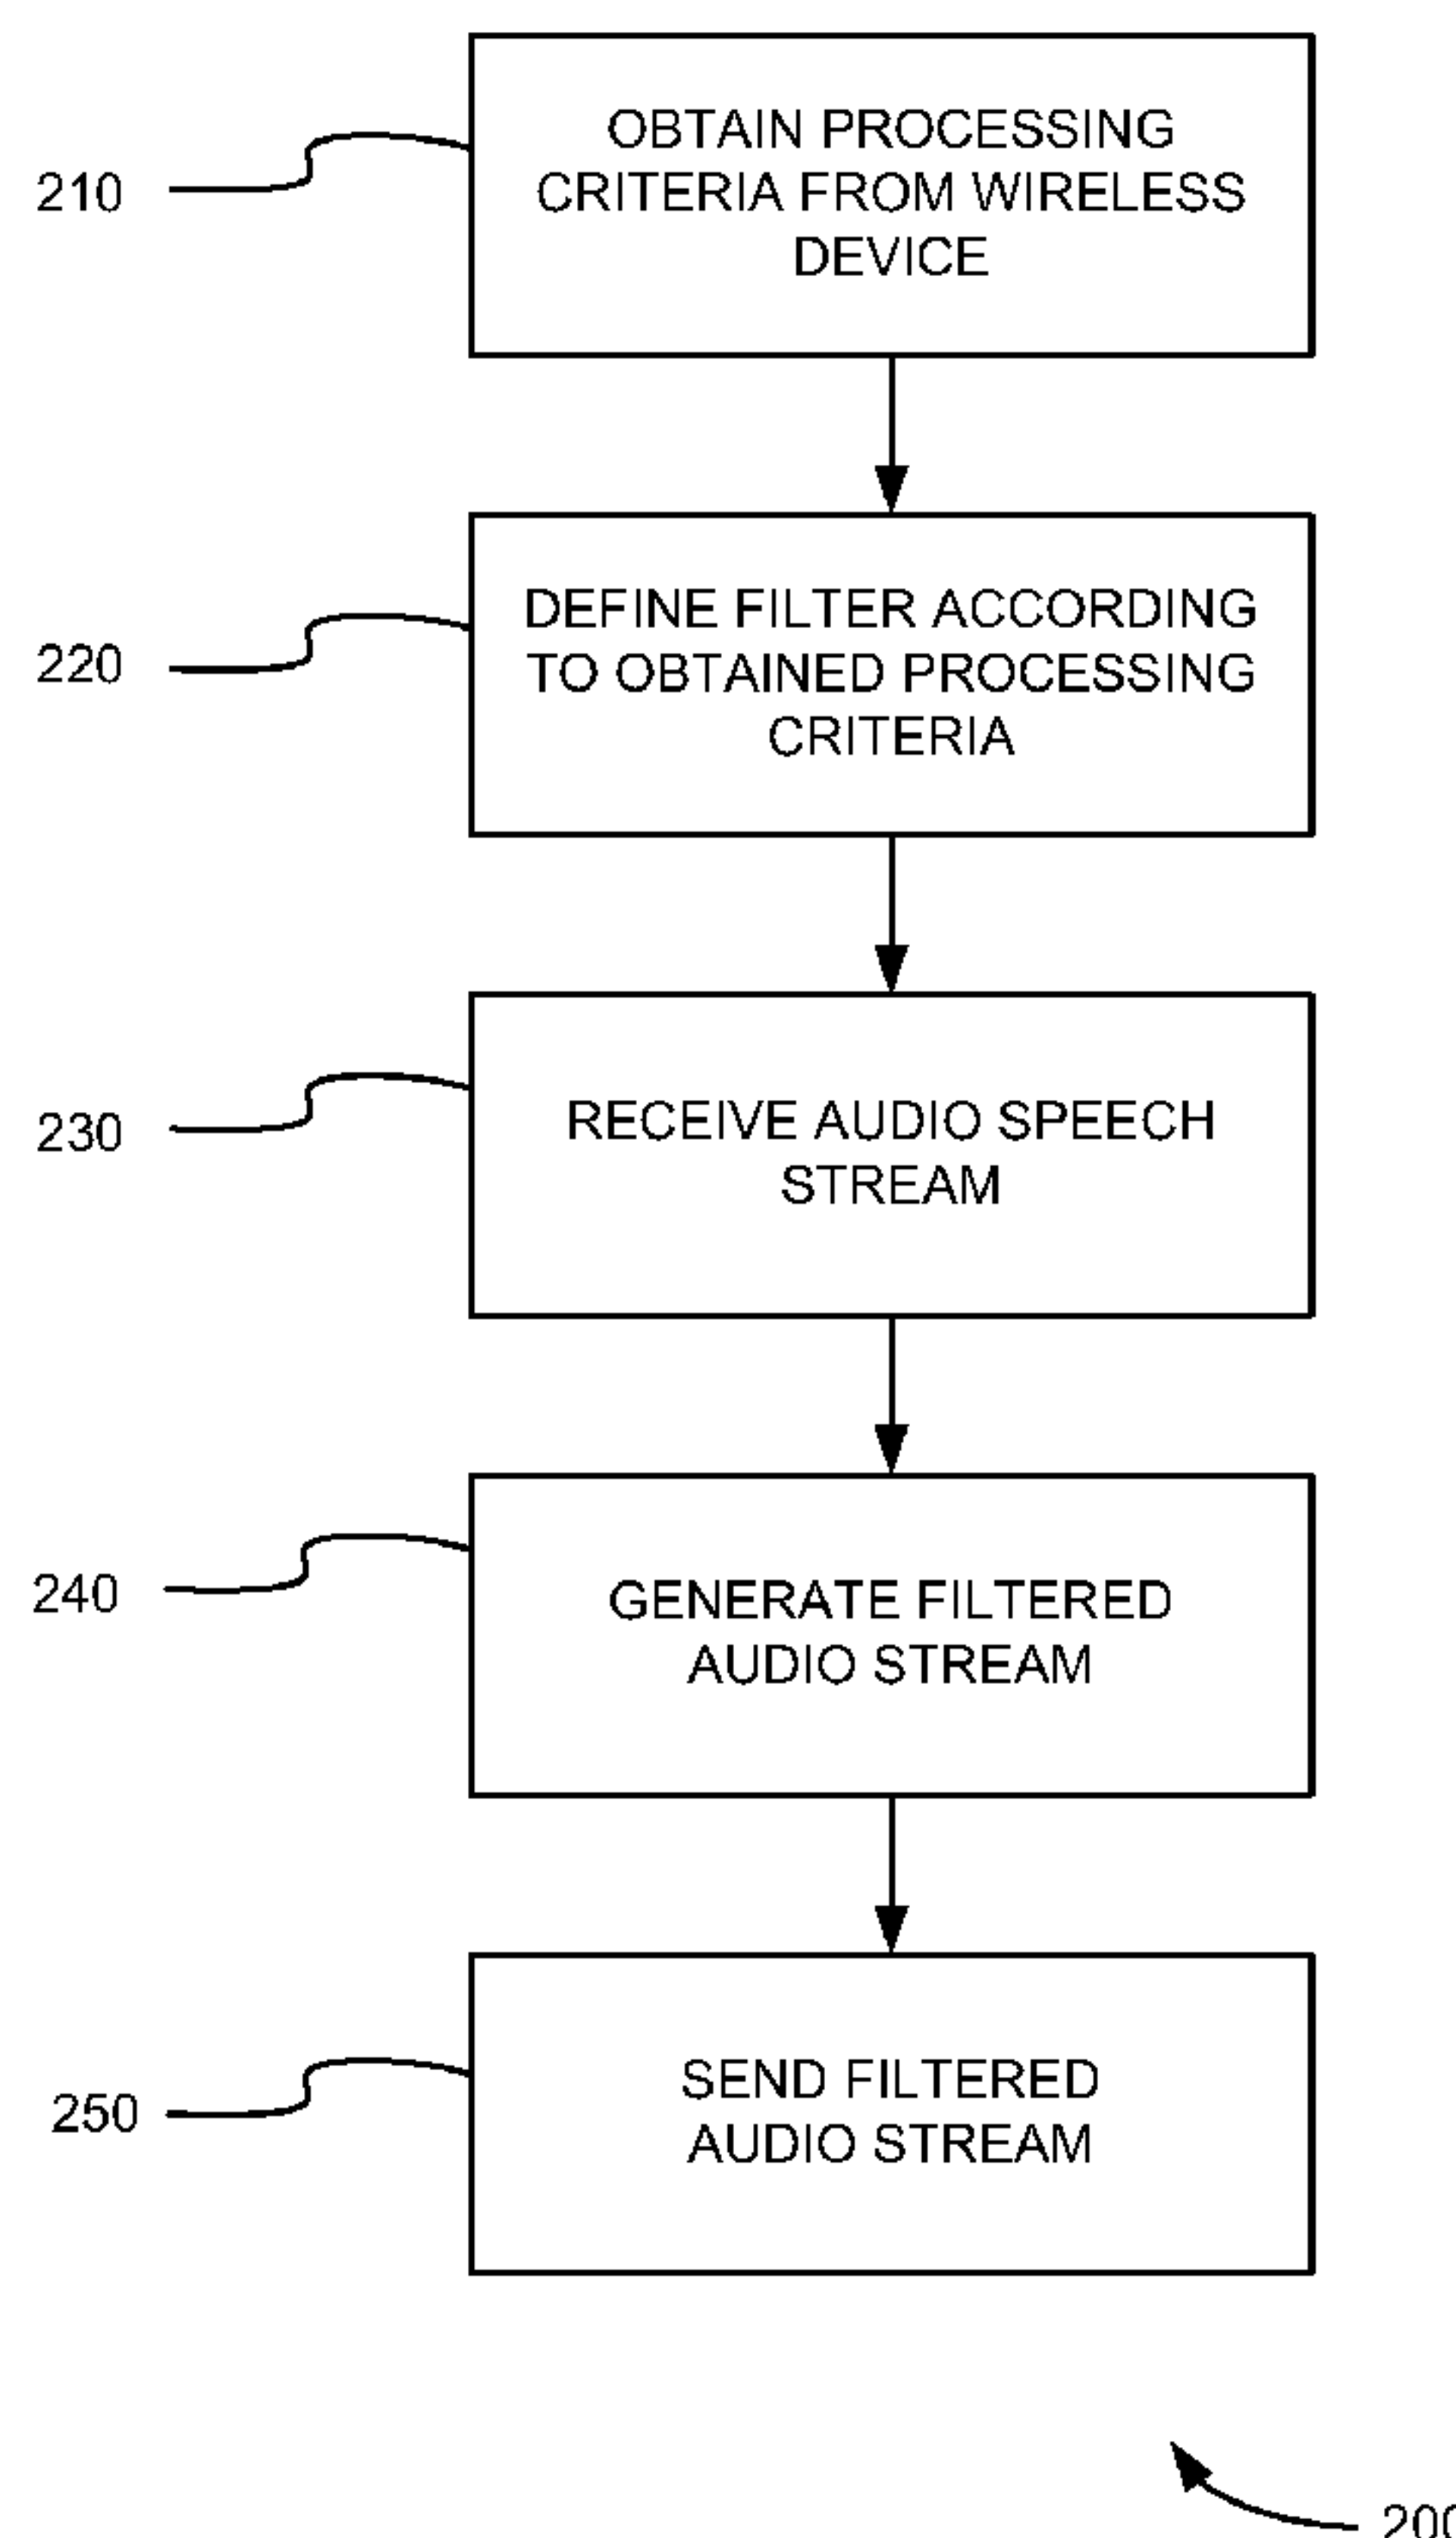 210
OBTAIN PROCESSING
CRITERIA FROM WIRELESS
DEVICE
220
DEFINE FILTER ACCORDING
TO OBTAINED PROCESSING
CRITERIA
230
RECEIVE AUDIO SPEECH
STREAM
240
GENERATE FILTERED
AUDIO STREAM
250
SEND FILTERED
AUDIO STREAM
200